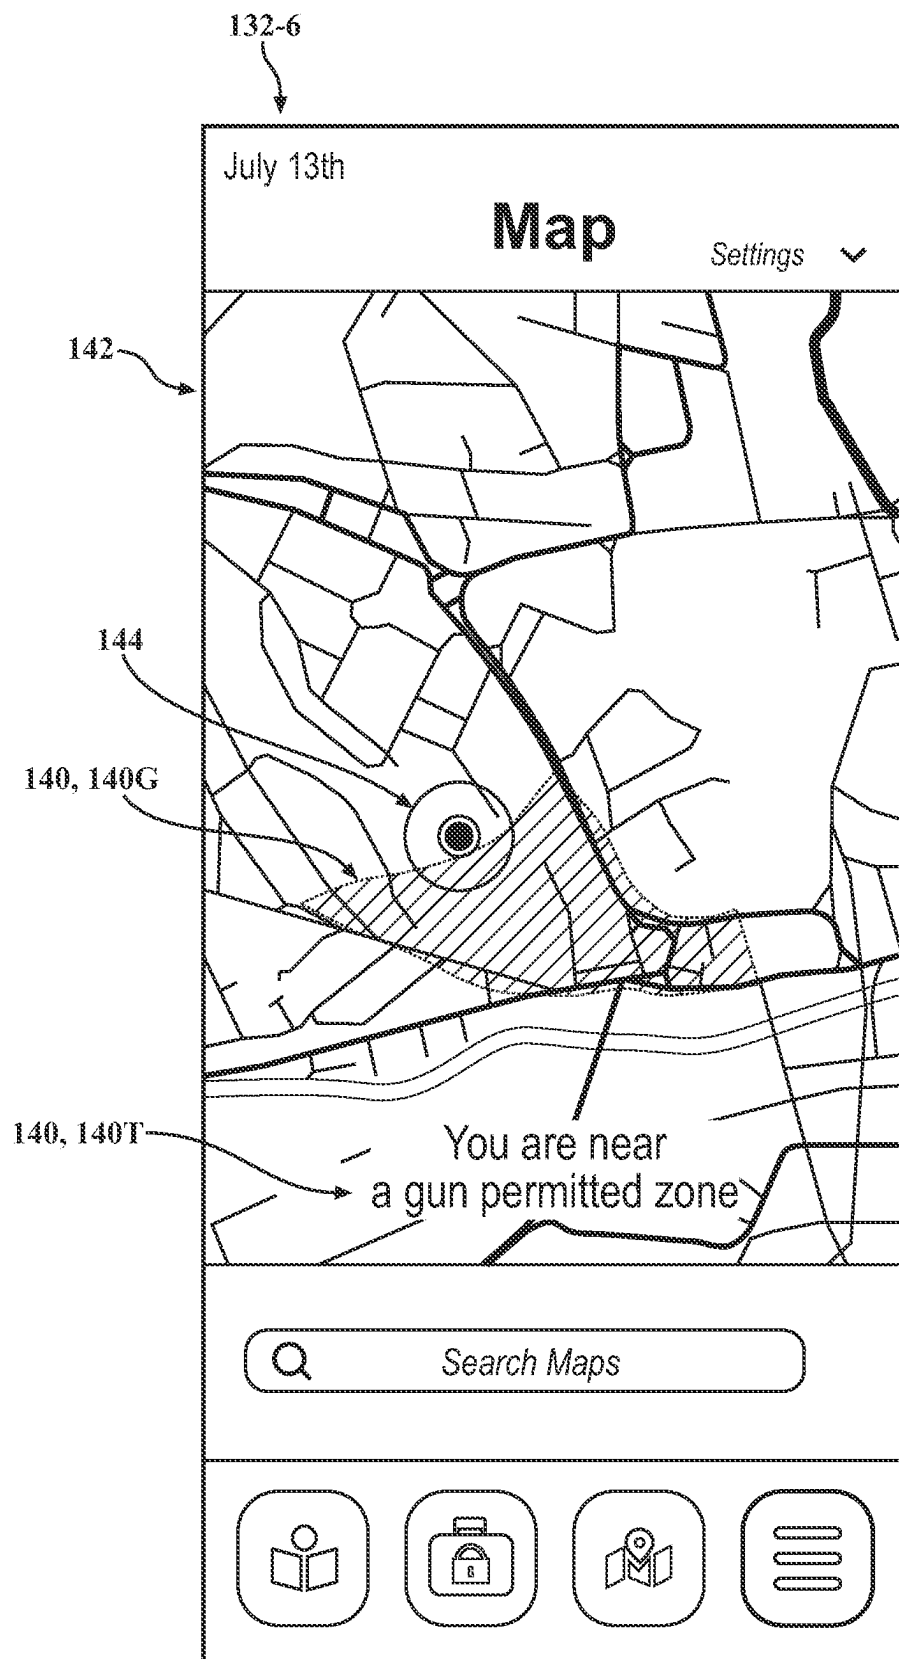 132-6
July 13th
Map
Settings
142
144
140, 140G
140, 140T
You are near
a gun permitted zone
Search Maps